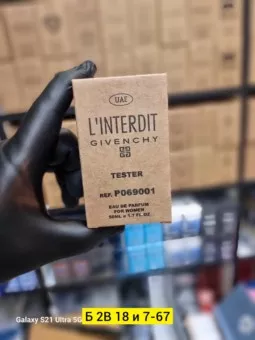 UAE
L'INTERDIT
GIVENCHY
TESTER
REF. P069001
EAU DE PARFUM
FOR WOMEN
50ML e 1.7 FL.OZ
Galaxy S21 Ultra 5G
Б 2В 18 и 7-67